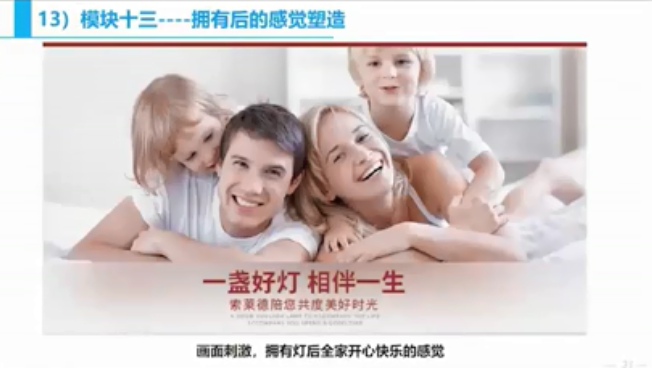 13）模块十三----拥有后的感觉塑造
一盏好灯 相伴一生
索莱德陪您共度美好时光
画面刺激，拥有灯后全家开心快乐的感觉